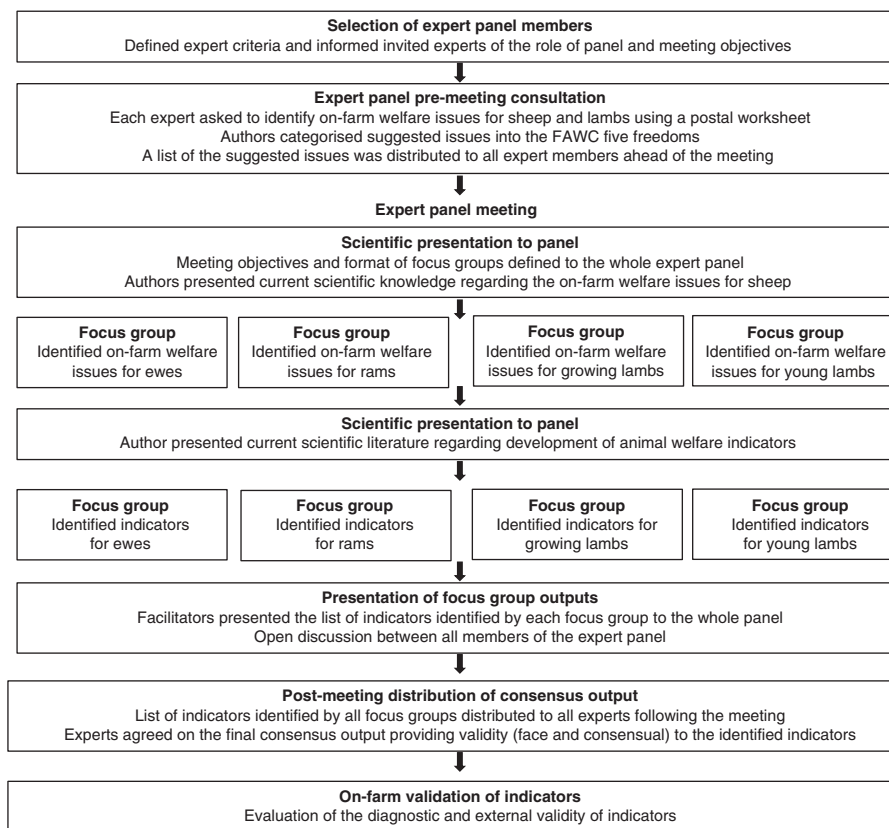 Selection of expert panel members
Defined expert criteria and informed invited experts of the role of panel and meeting objectives
Expert panel pre-meeting consultation
Each expert asked to identify on-farm welfare issues for sheep and lambs using a postal worksheet
Authors categorised suggested issues into the FAWC five freedoms
A list of the suggested issues was distributed to all expert members ahead of the meeting
Expert panel meeting
Scientific presentation to panel
Meeting objectives and format of focus groups defined to the whole expert panel
Authors presented current scientific knowledge regarding the on-farm welfare issues for sheep
Focus group
Identified on-farm welfare
issues for ewes
Focus group
Identified on-farm welfare
issues for rams
Focus group
Identified on-farm welfare
issues for growing lambs
Focus group
Identified on-farm welfare
issues for young lambs
Scientific presentation to panel
Author presented current scientific literature regarding development of animal welfare indicators
Focus group
Identified indicators
for ewes
Focus group
Identified indicators
for rams
Focus group
Identified indicators for
growing lambs
Focus group
Identified indicators
for young lambs
Presentation of focus group outputs
Facilitators presented the list of indicators identified by each focus group to the whole panel
Open discussion between all members of the expert panel
Post-meeting distribution of consensus output
List of indicators identified by all focus groups distributed to all experts following the meeting
Experts agreed on the final consensus output providing validity (face and consensual) to the identified indicators
On-farm validation of indicators
Evaluation of the diagnostic and external validity of indicators